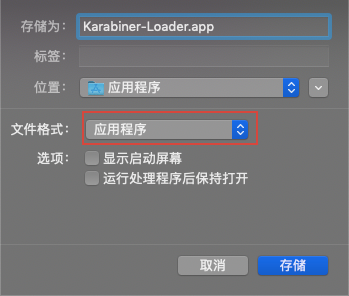 存储为： Karabiner-Loader.app
标签：
位置： 应用程序
文件格式： 应用程序
选项： 显示启动屏幕
运行处理程序后保持打开
取消 存储